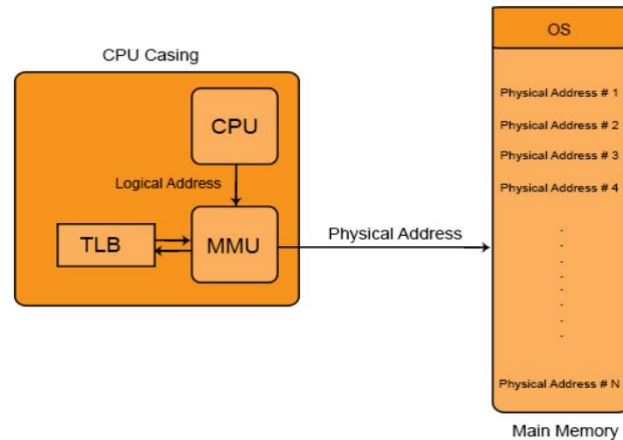 CPU Casing
CPU
Logical Address
TLB
MMU
Physical Address
OS
Physical Address # 1
Physical Address # 2
Physical Address # 3
Physical Address # 4
Physical Address # N
Main Memory